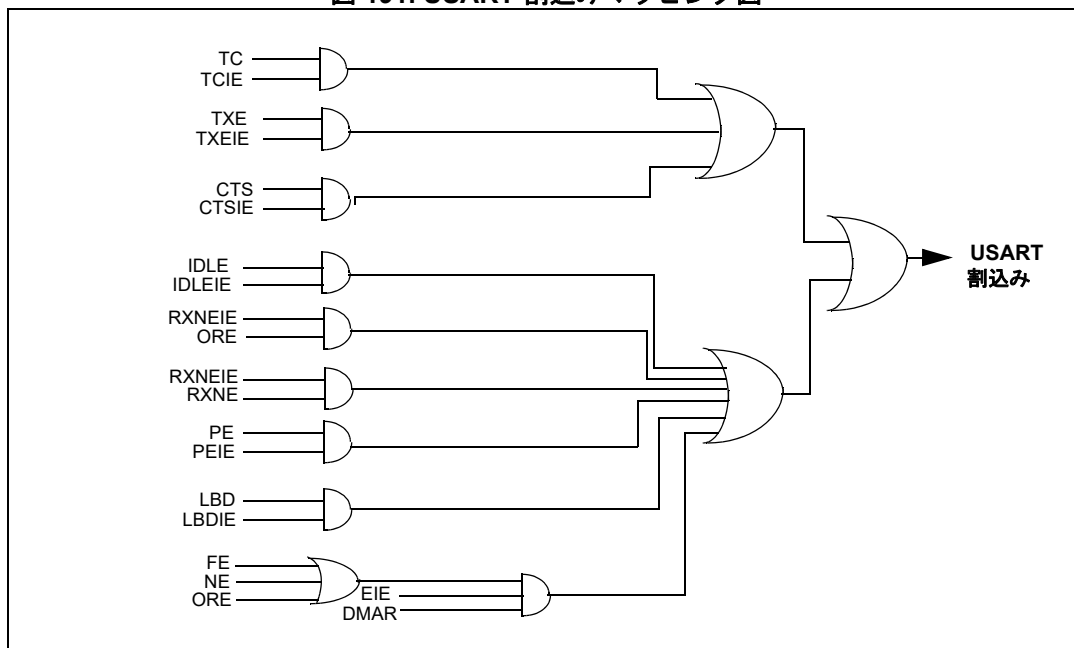 TC
TCIE
TXE
TXEIE
CTS
CTSIE
IDLE
IDLEIE
USART
割込み
RXNEIE
ORE
RXNEIE
RXNE
PE
PEIE
LBD
LBDIE
FE
NE
ORE
EIE
DMAR